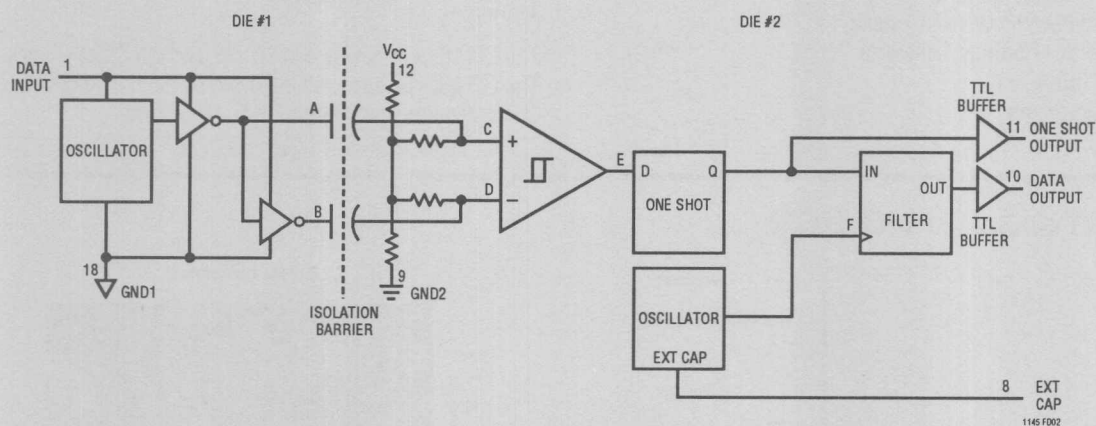 DIE #1
DIE #2
DATA
INPUT
1
OSCILLATOR
18
GND1
A
B
ISOLATION
BARRIER
VCC
12
C
+
D
−
9
GND2
E
D
Q
ONE SHOT
OSCILLATOR
EXT CAP
F
IN
OUT
FILTER
TTL
BUFFER
11
ONE SHOT
OUTPUT
10
DATA
OUTPUT
TTL
BUFFER
8
EXT
CAP
1145 FD02